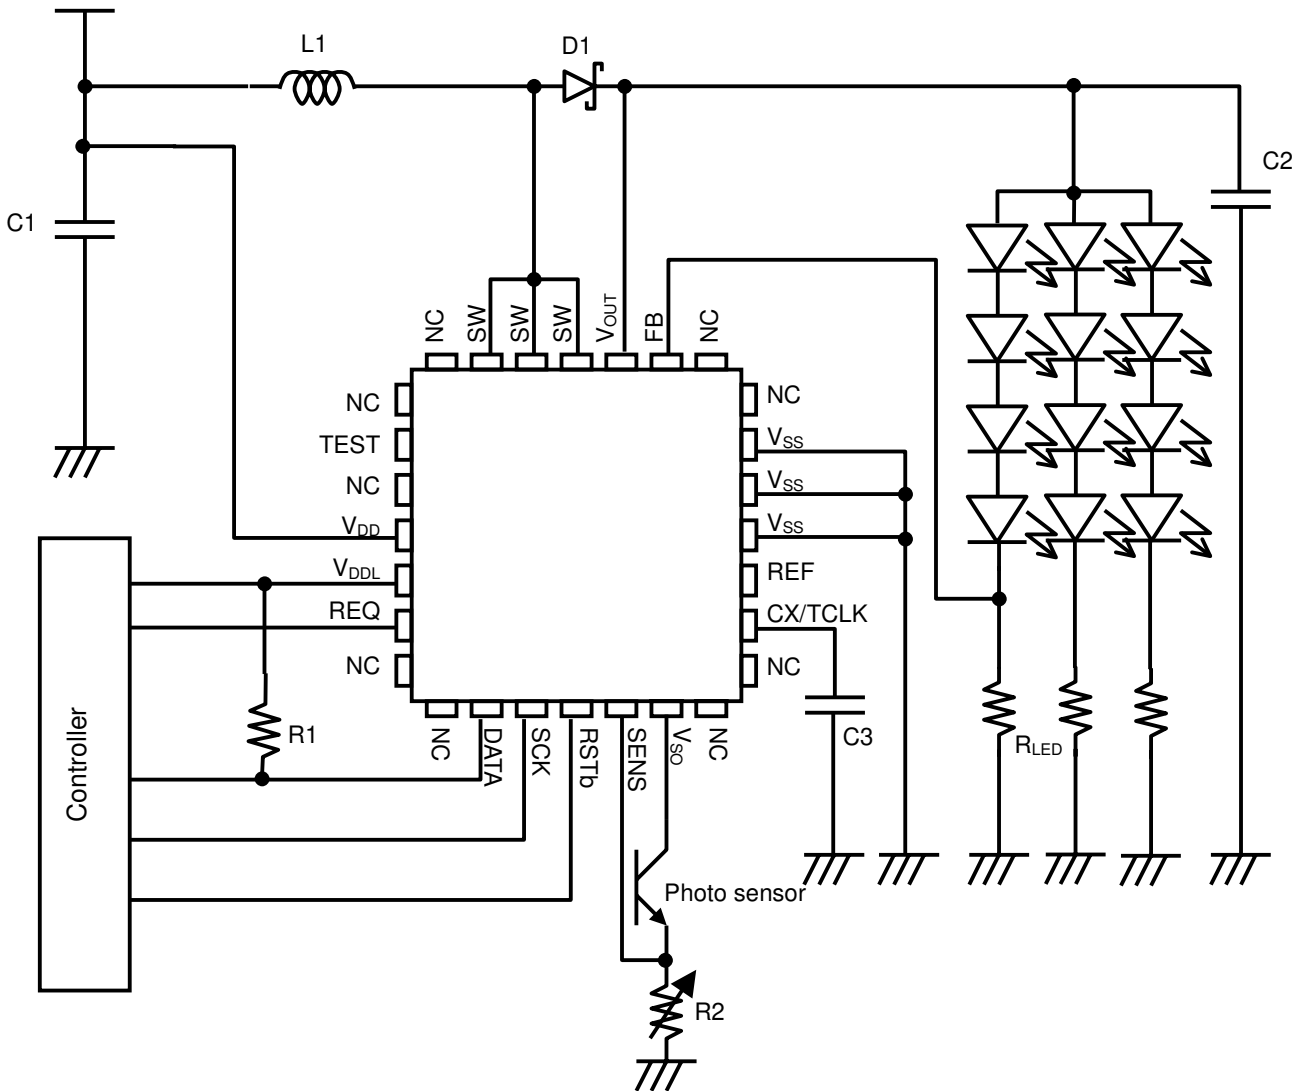 L1
D1
C2
C1
NC
SW
SW
SW
VOUT
FB
NC
NC
TEST
NC
VDD
VDDL
REQ
NC
NC
VSS
VSS
VSS
REF
CX/TCLK
NC
NC
DATA
SCK
RSTb
SENS
VSO
NC
R1
C3
RLED
Controller
Photo sensor
R2